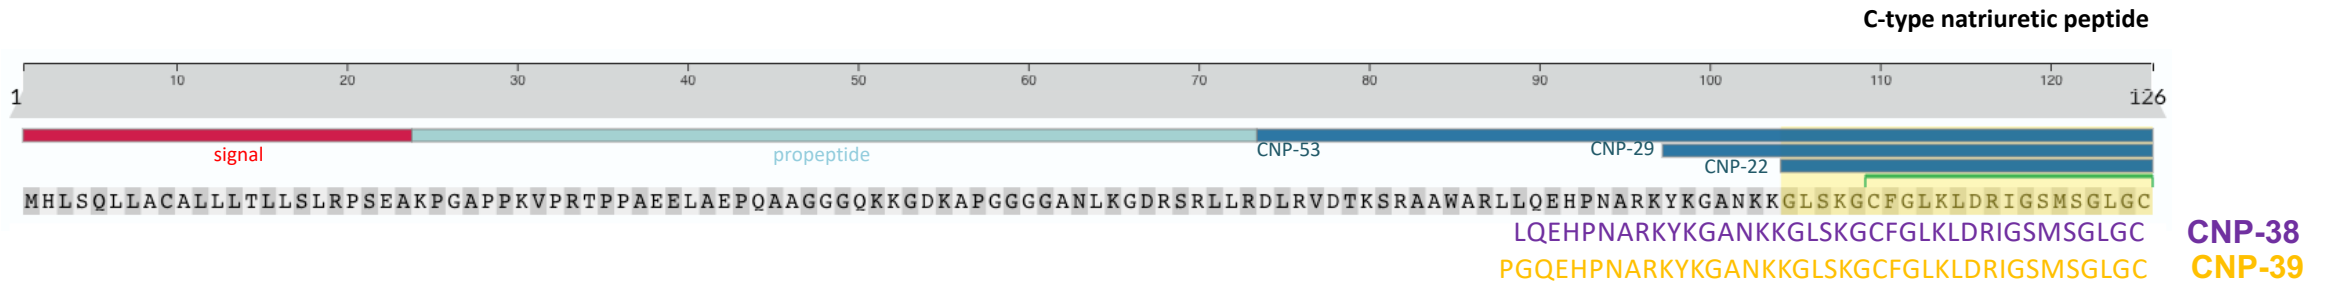 C-type natriuretic peptide
10 20 30 40 50 60 70 80 90 100 110 120
1 126
signal propeptide CNP-53 CNP-29
CNP-22
MHLSQLLACALLLTLLSLRPSEAKPGAPPKVPRTPPAEELAEPQAAGGGQKKGDKAPGGGGANLKGDRSRLLRDLRVDTKSRAAWARLLQEHPNARKYKGANKKGLSKGCFGLKLDRIGSMSGLGC
LQEHPNARKYKGANKKGLSKGCFGLKLDRIGSMSGLGC CNP-38
PGQEHPNARKYKGANKKGLSKGCFGLKLDRIGSMSGLGC CNP-39